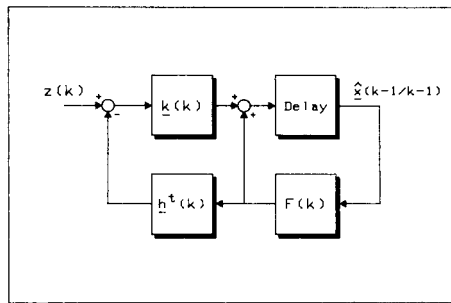 z(k)
+
-
k(k)
+
+
Delay
x̂(k-1/k-1)
h^t(k)
F(k)